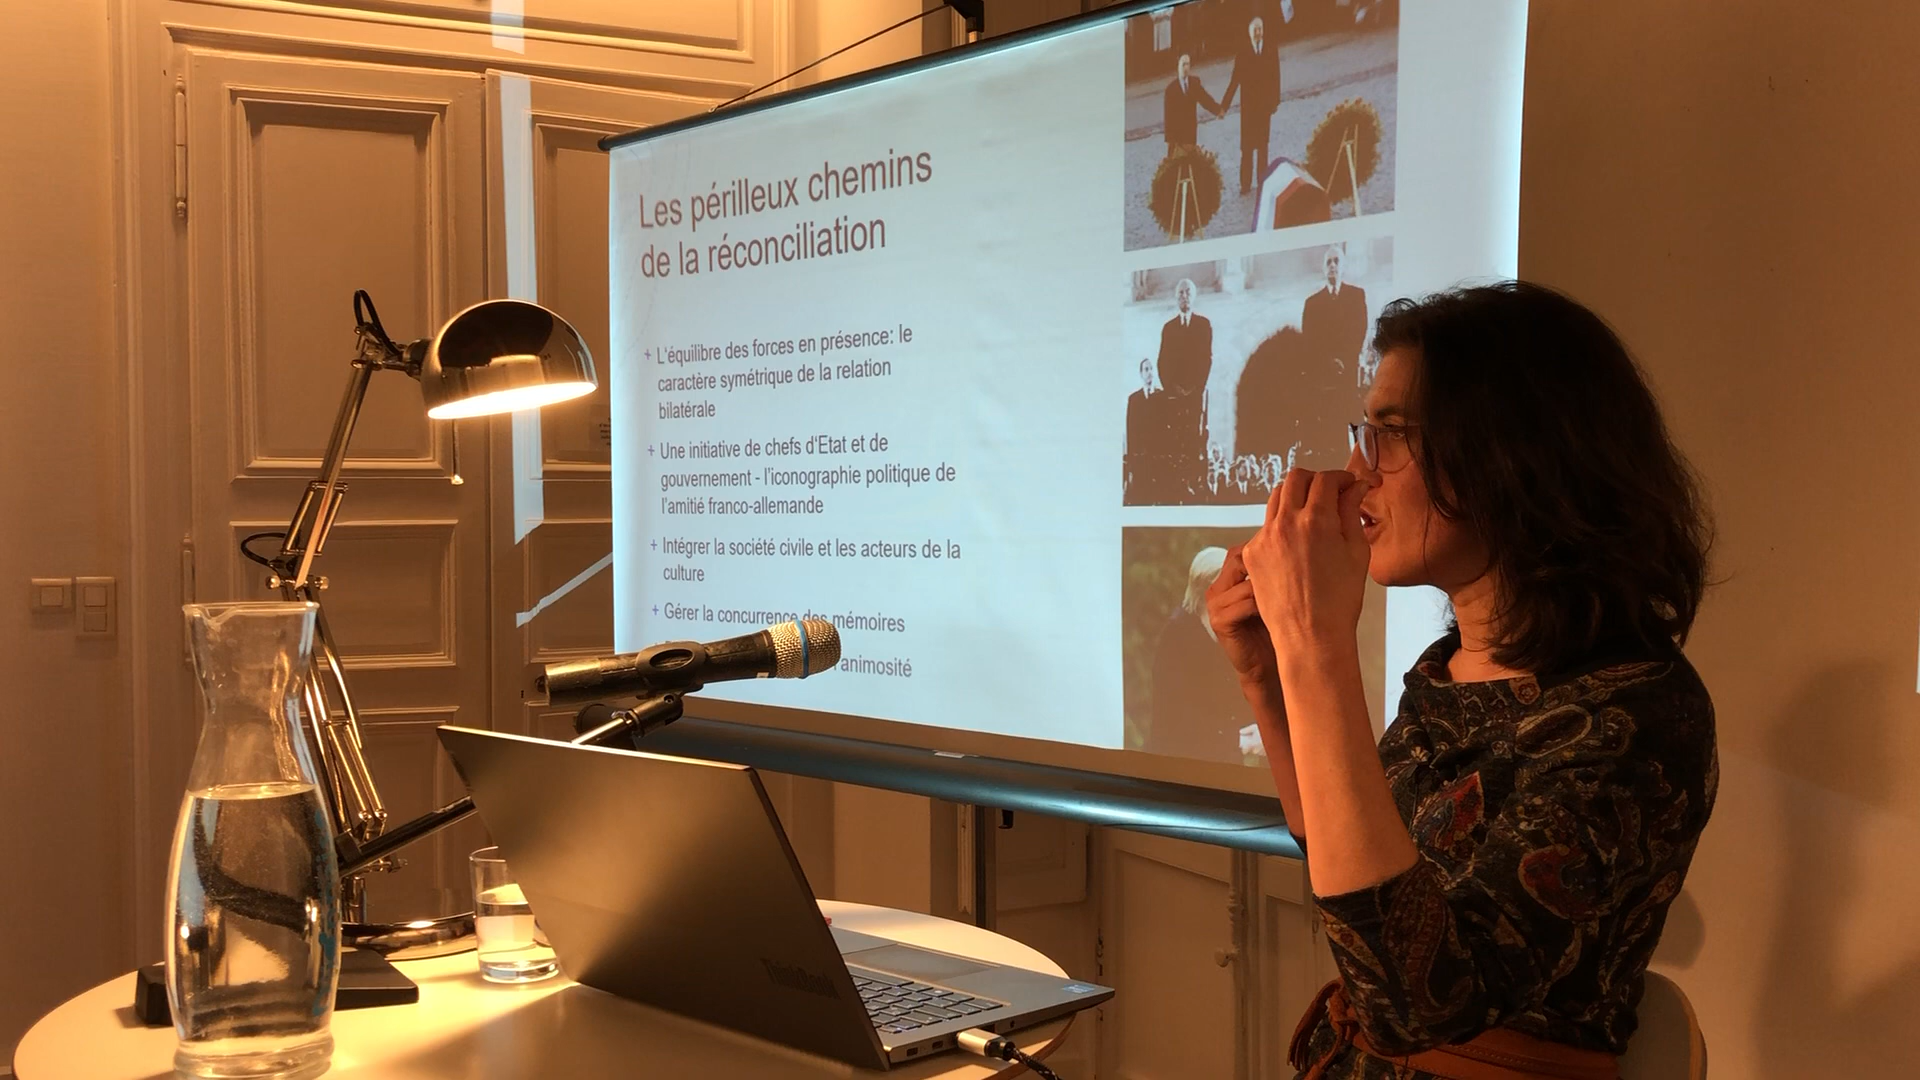 Les périlleux chemins
de la réconciliation
+ L'équilibre des forces en présence: le
caractère symétrique de la relation
bilatérale
+ Une initiative de chefs d'Etat et de
gouvernement - l'iconographie politique de
l'amitié franco-allemande
+ Intégrer la société civile et les acteurs de la
culture
+ Gérer la concurrence des mémoires
l'animosité
ThinkBook